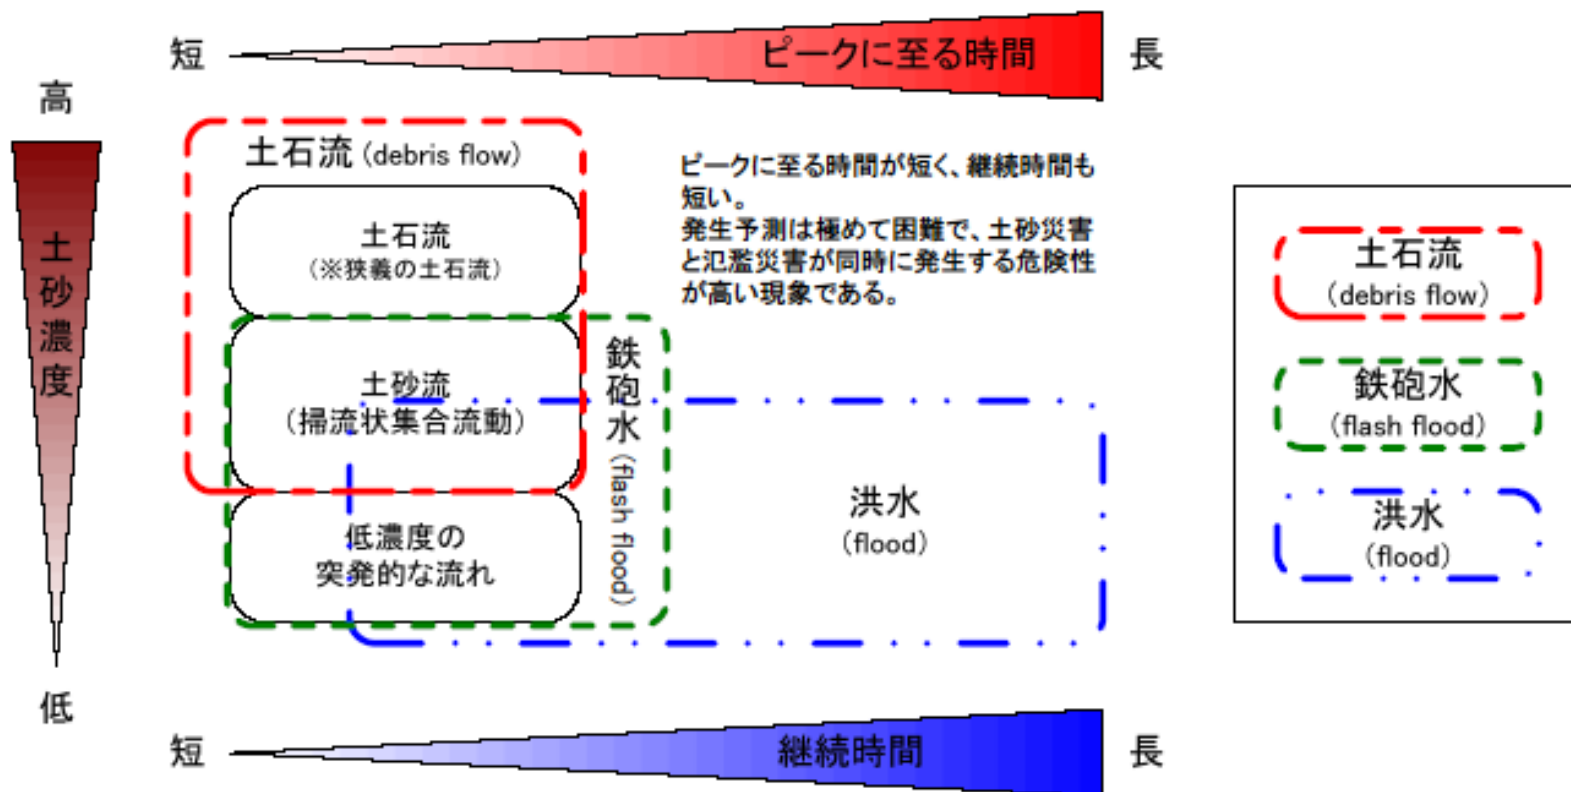 短
ピークに至る時間
長
高
土砂濃度
低
土石流 (debris flow)
土石流
(※狭義の土石流)
土砂流
(掃流状集合流動)
低濃度の
突発的な流れ
鉄砲水 (flash flood)
ピークに至る時間が短く、継続時間も
短い。
発生予測は極めて困難で、土砂災害
と氾濫災害が同時に発生する危険性
が高い現象である。
洪水
(flood)
土石流
(debris flow)
鉄砲水
(flash flood)
洪水
(flood)
短
継続時間
長